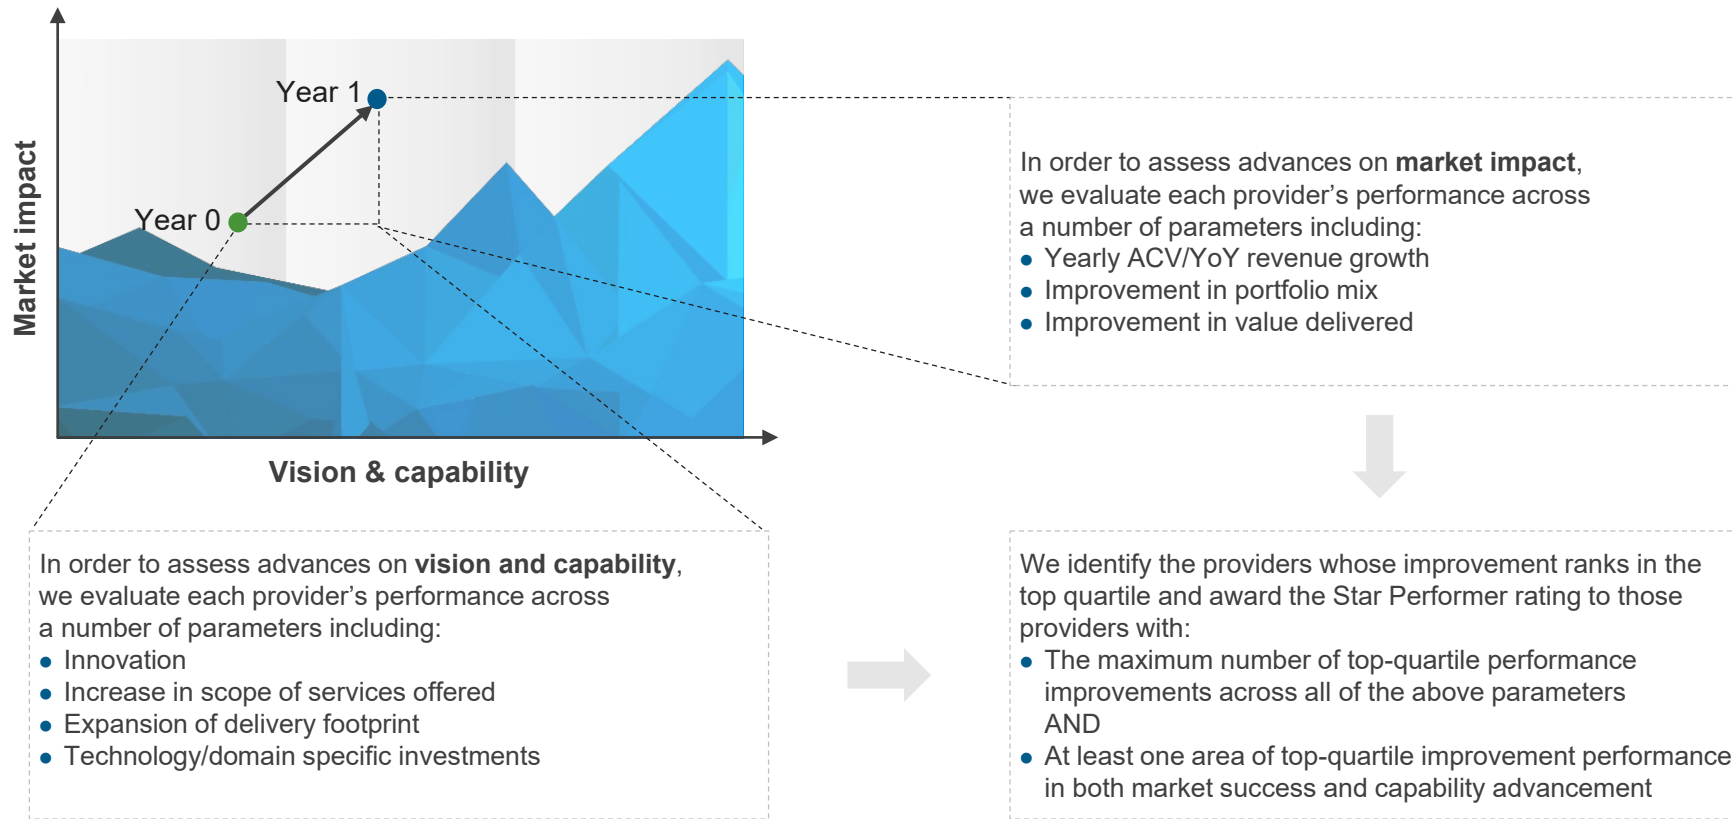 Year 1
Year 0
Market impact
Vision & capability
In order to assess advances on market impact,
we evaluate each provider’s performance across
a number of parameters including:
● Yearly ACV/YoY revenue growth
● Improvement in portfolio mix
● Improvement in value delivered
In order to assess advances on vision and capability,
we evaluate each provider’s performance across
a number of parameters including:
● Innovation
● Increase in scope of services offered
● Expansion of delivery footprint
● Technology/domain specific investments
We identify the providers whose improvement ranks in the
top quartile and award the Star Performer rating to those
providers with:
● The maximum number of top-quartile performance
improvements across all of the above parameters
AND
● At least one area of top-quartile improvement performance
in both market success and capability advancement